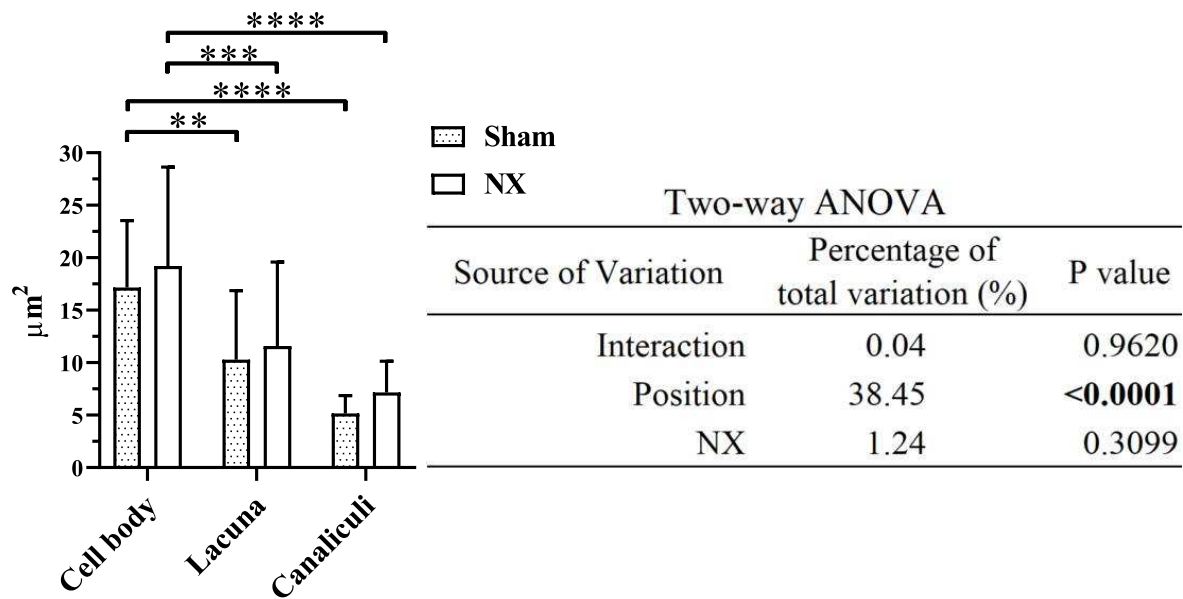 ****
***
****
**
Sham
NX
30
25
20
15
10
5
0
μm²
Cell body
Lacuna
Canaliculi
Two-way ANOVA
Source of Variation
Percentage of
total variation (%)
P value
Interaction 0.04 0.9620
Position 38.45 <0.0001
NX 1.24 0.3099